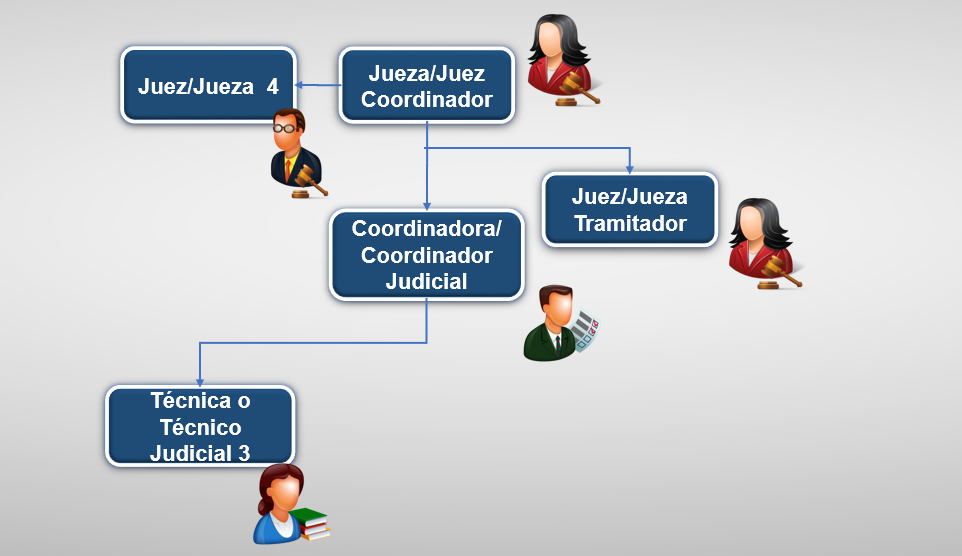 Juez/Jueza 4
Jueza/Juez
Coordinador
Juez/Jueza
Tramitador
Coordinadora/
Coordinador
Judicial
Técnica o
Técnico
Judicial 3